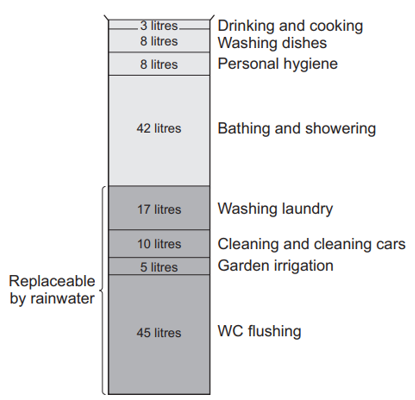 3 litres Drinking and cooking
8 litres Washing dishes
8 litres Personal hygiene
42 litres Bathing and showering
17 litres Washing laundry
10 litres Cleaning and cleaning cars
5 litres Garden irrigation
Replaceable
by rainwater
45 litres WC flushing